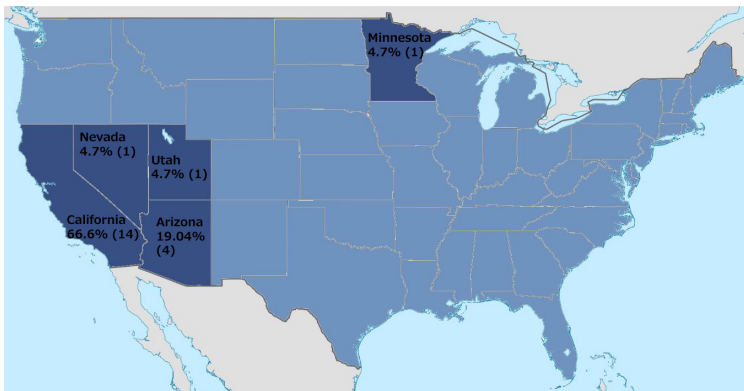 Minnesota
4.7% (1)
Nevada
4.7% (1)
Utah
4.7% (1)
California
66.6% (14)
Arizona
19.04%
(4)